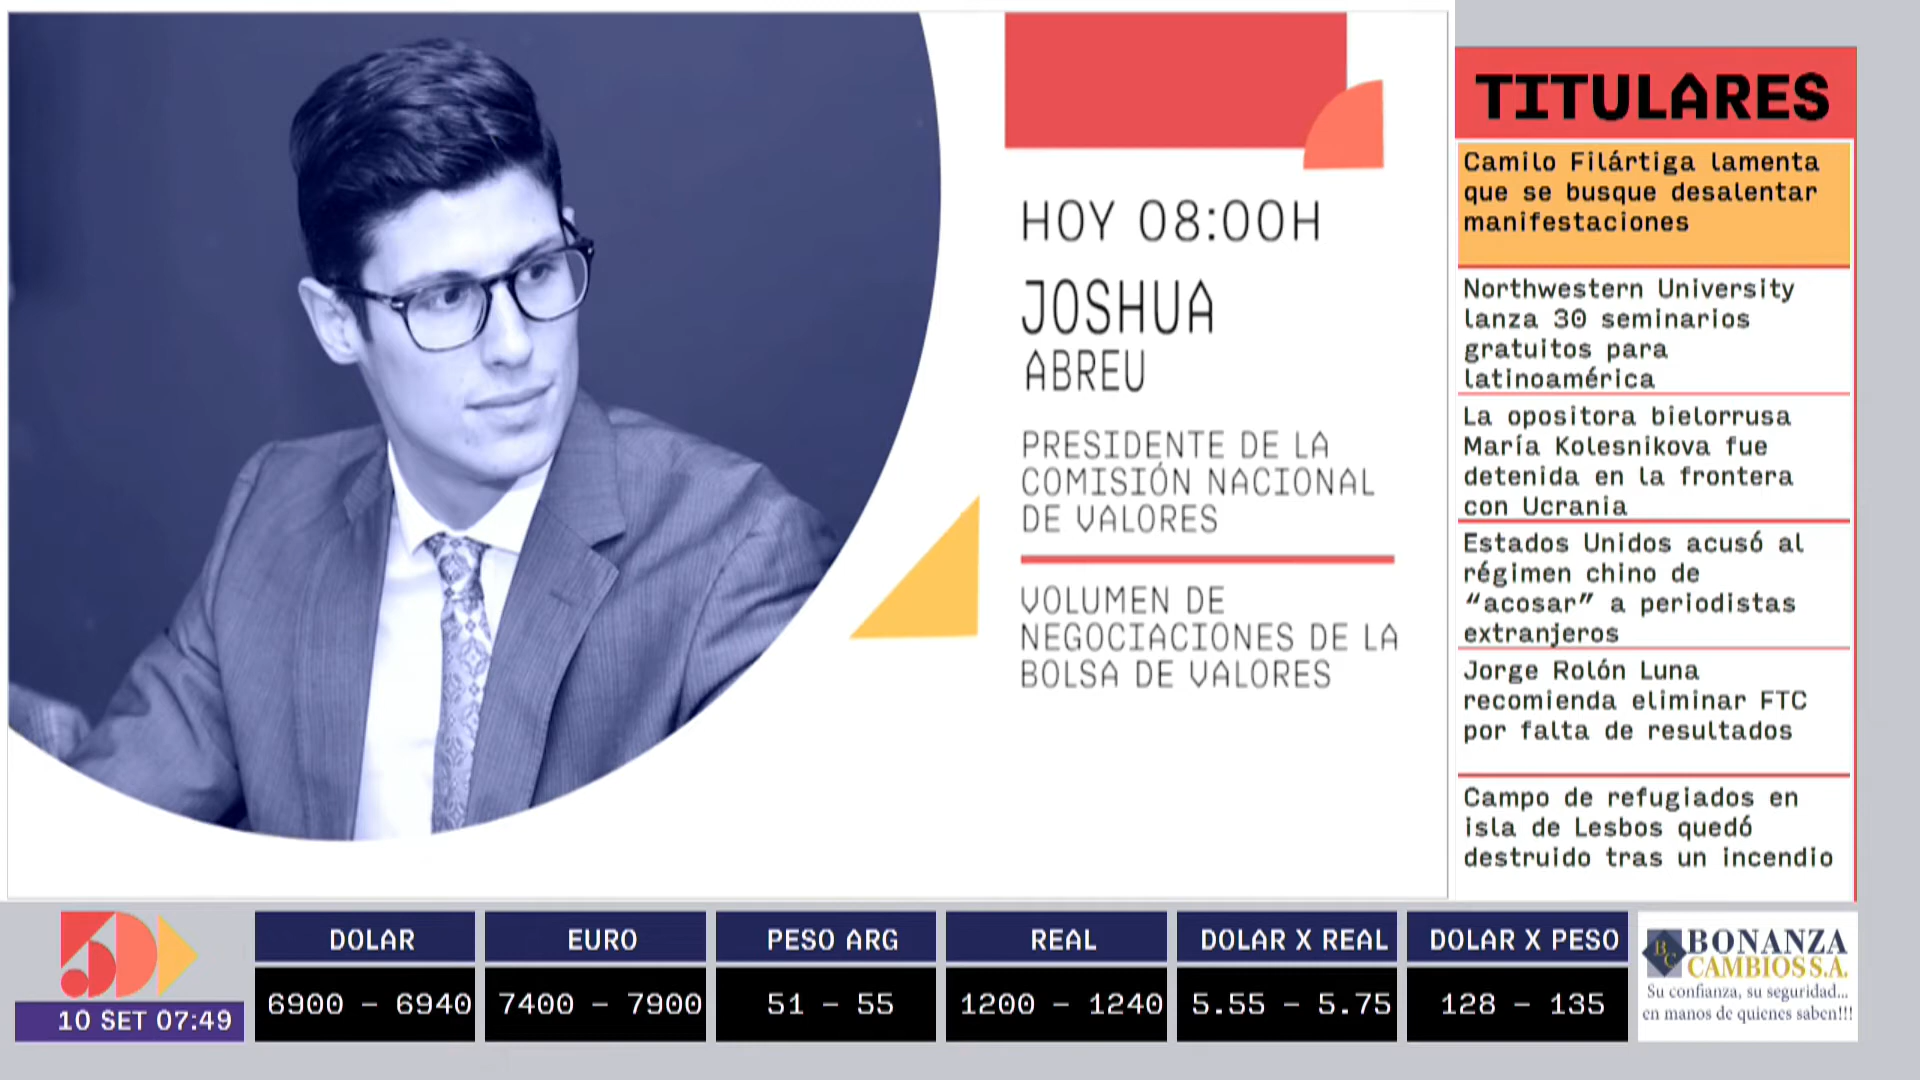 HOY 08:00H
JOSHUA
ABREU
PRESIDENTE DE LA
COMISIÓN NACIONAL
DE VALORES
VOLUMEN DE
NEGOCIACIONES DE LA
BOLSA DE VALORES
TITULARES
Camilo Filártiga lamenta
que se busque desalentar
manifestaciones
Northwestern University
lanza 30 seminarios
gratuitos para
latinoamérica
La opositora bielorrusa
María Kolesnikova fue
detenida en la frontera
con Ucrania
Estados Unidos acusó al
régimen chino de
“acosar” a periodistas
extranjeros
Jorge Rolón Luna
recomienda eliminar FTC
por falta de resultados
Campo de refugiados en
isla de Lesbos quedó
destruido tras un incendio
5D
10 SET 07:49
DOLAR
6900 - 6940
EURO
7400 - 7900
PESO ARG
51 - 55
REAL
1200 - 1240
DOLAR X REAL
5.55 - 5.75
DOLAR X PESO
128 - 135
BC
BONANZA
CAMBIOS S.A.
Su confianza, su seguridad...
en manos de quienes saben!!!